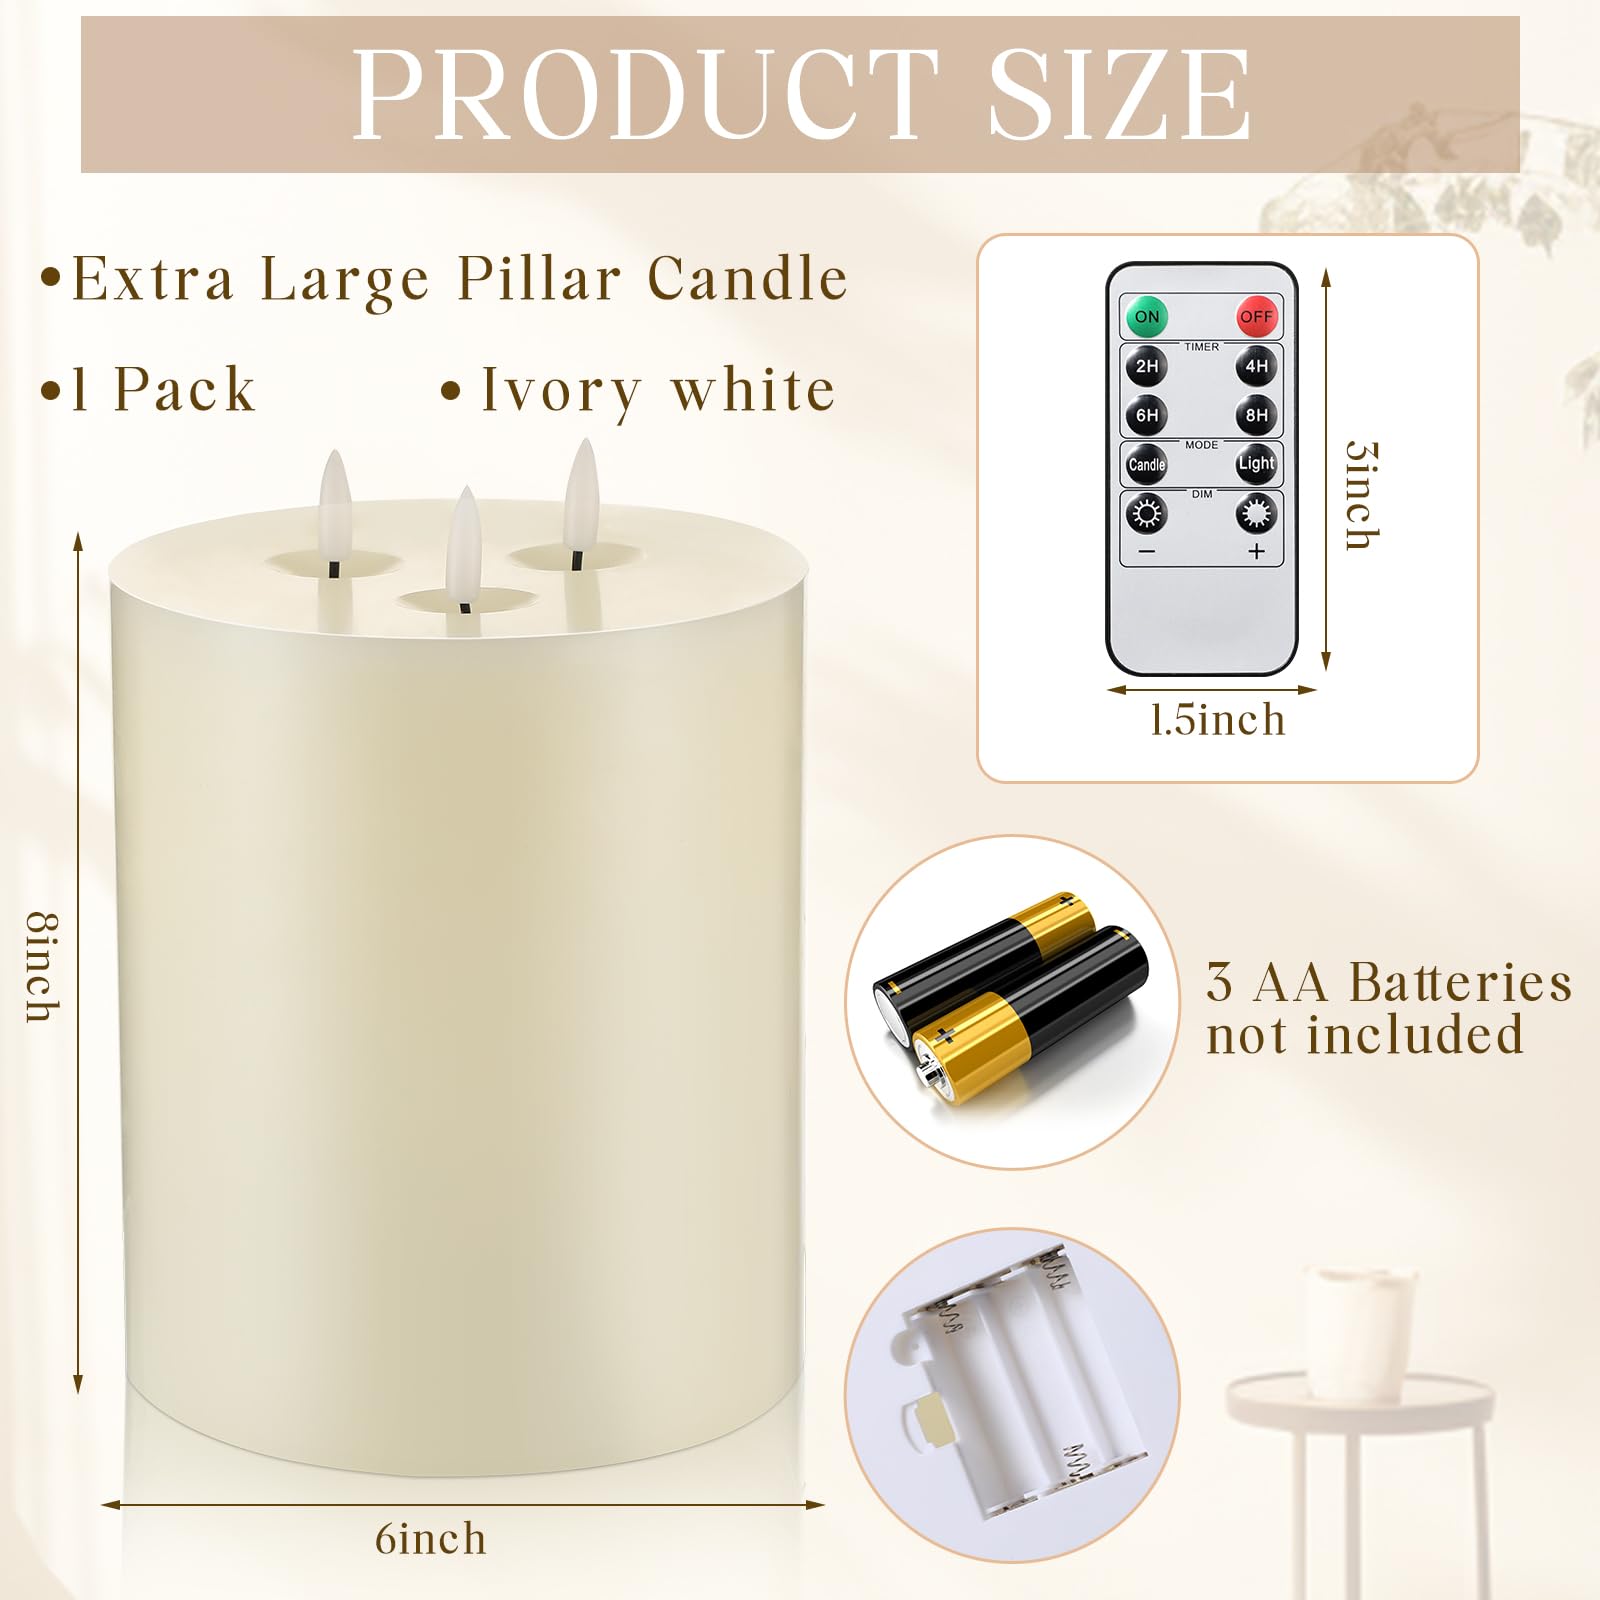 PRODUCT SIZE
•Extra Large Pillar Candle
•1 Pack
• Ivory white
ON
OFF
TIMER
2H
4H
6H
8H
MODE
Candle
Light
DIM
−
+
3inch
1.5inch
8inch
6inch
3 AA Batteries
not included